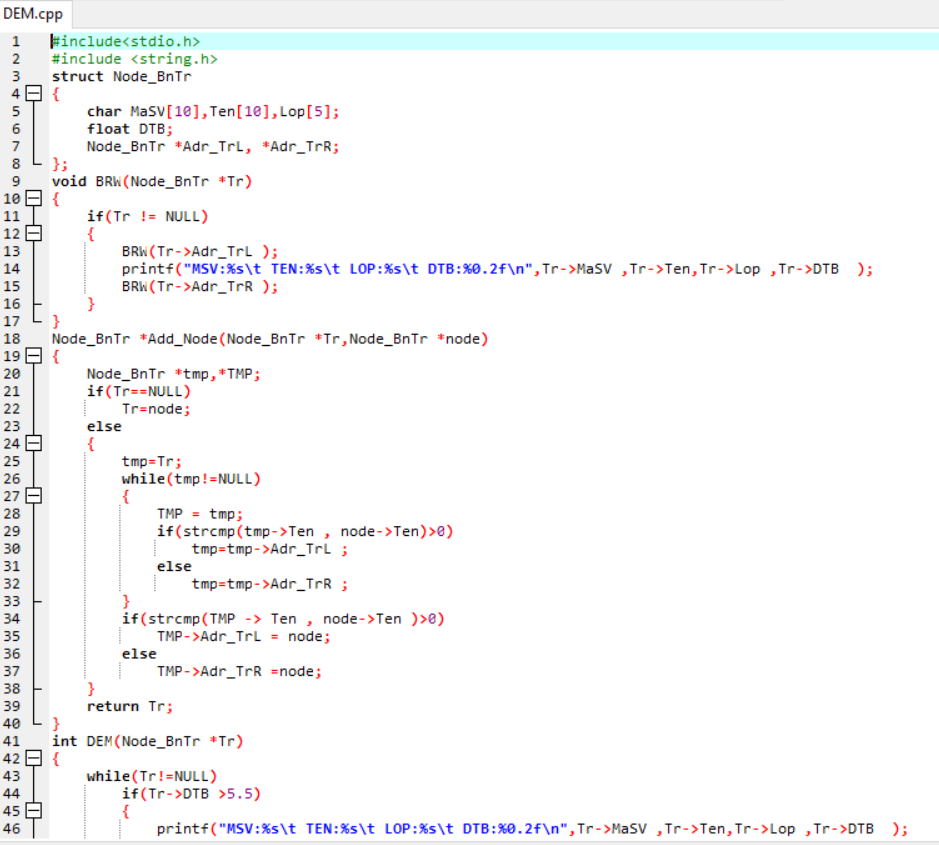 DEM.cpp
1 #include<stdio.h>
2 #include <string.h>
3 struct Node_BnTr
4 {
5 char MaSV[10],Ten[10],Lop[5];
6 float DTB;
7 Node_BnTr *Adr_TrL, *Adr_TrR;
8 };
9 void BRW(Node_BnTr *Tr)
10 {
11 if(Tr != NULL)
12 {
13 BRW(Tr->Adr_TrL );
14 printf("MSV:%s\t TEN:%s\t LOP:%s\t DTB:%0.2f\n",Tr->MaSV ,Tr->Ten,Tr->Lop ,Tr->DTB );
15 BRW(Tr->Adr_TrR );
16 }
17 }
18 Node_BnTr *Add_Node(Node_BnTr *Tr,Node_BnTr *node)
19 {
20 Node_BnTr *tmp,*TMP;
21 if(Tr==NULL)
22 Tr=node;
23 else
24 {
25 tmp=Tr;
26 while(tmp!=NULL)
27 {
28 TMP = tmp;
29 if(strcmp(tmp->Ten , node->Ten)>0)
30 tmp=tmp->Adr_TrL ;
31 else
32 tmp=tmp->Adr_TrR ;
33 }
34 if(strcmp(TMP -> Ten , node->Ten )>0)
35 TMP->Adr_TrL = node;
36 else
37 TMP->Adr_TrR =node;
38 }
39 return Tr;
40 }
41 int DEM(Node_BnTr *Tr)
42 {
43 while(Tr!=NULL)
44 if(Tr->DTB >5.5)
45 {
46 printf("MSV:%s\t TEN:%s\t LOP:%s\t DTB:%0.2f\n",Tr->MaSV ,Tr->Ten,Tr->Lop ,Tr->DTB );